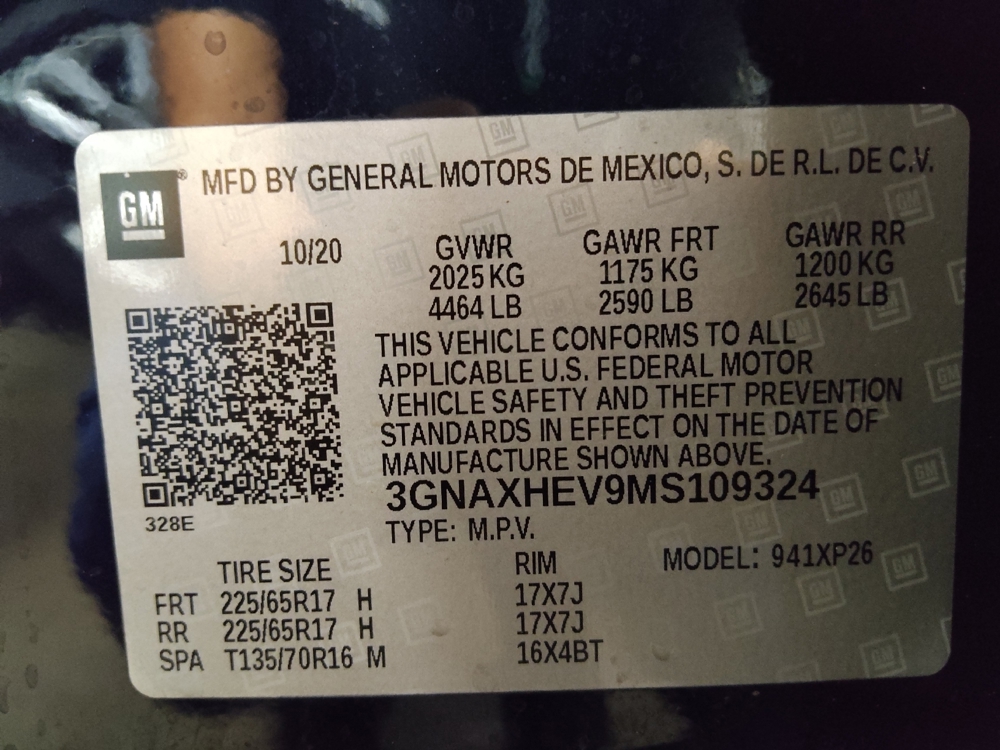 GM® MFD BY GENERAL MOTORS DE MEXICO, S. DE R.L. DE C.V.
10/20 GVWR GAWR FRT GAWR RR
2025 KG 1175 KG 1200 KG
4464 LB 2590 LB 2645 LB
THIS VEHICLE CONFORMS TO ALL
APPLICABLE U.S. FEDERAL MOTOR
VEHICLE SAFETY AND THEFT PREVENTION
STANDARDS IN EFFECT ON THE DATE OF
MANUFACTURE SHOWN ABOVE.
3GNAXHEV9MS109324
328E
TYPE: M.P.V.
TIRE SIZE RIM MODEL: 941XP26
FRT 225/65R17 H 17X7J
RR 225/65R17 H 17X7J
SPA T135/70R16 M 16X4BT